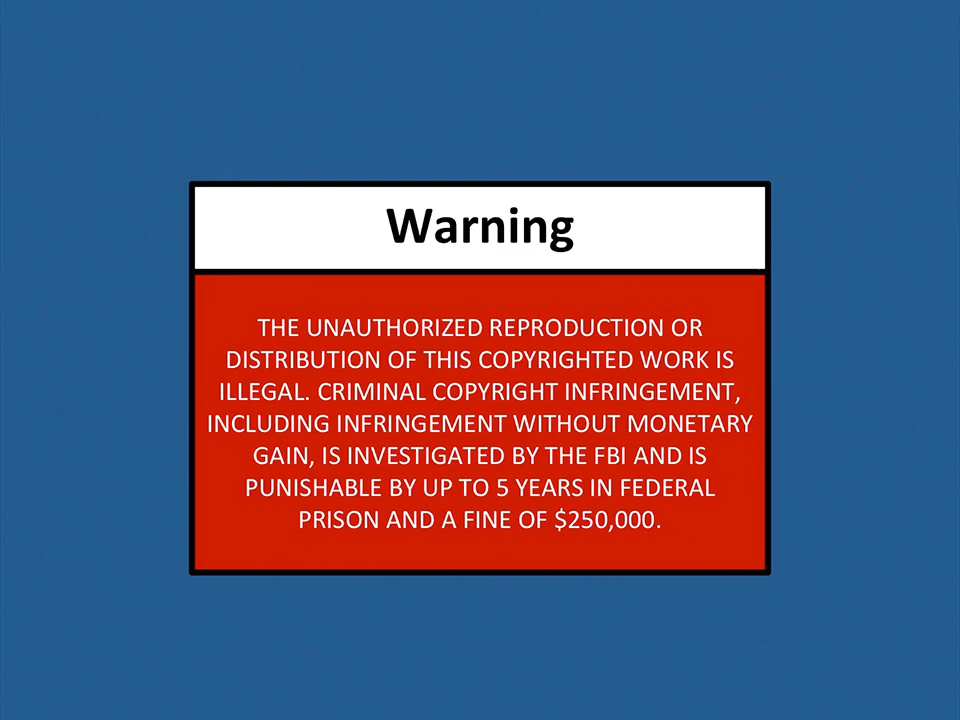 Warning
THE UNAUTHORIZED REPRODUCTION OR
DISTRIBUTION OF THIS COPYRIGHTED WORK IS
ILLEGAL. CRIMINAL COPYRIGHT INFRINGEMENT,
INCLUDING INFRINGEMENT WITHOUT MONETARY
GAIN, IS INVESTIGATED BY THE FBI AND IS
PUNISHABLE BY UP TO 5 YEARS IN FEDERAL
PRISON AND A FINE OF $250,000.